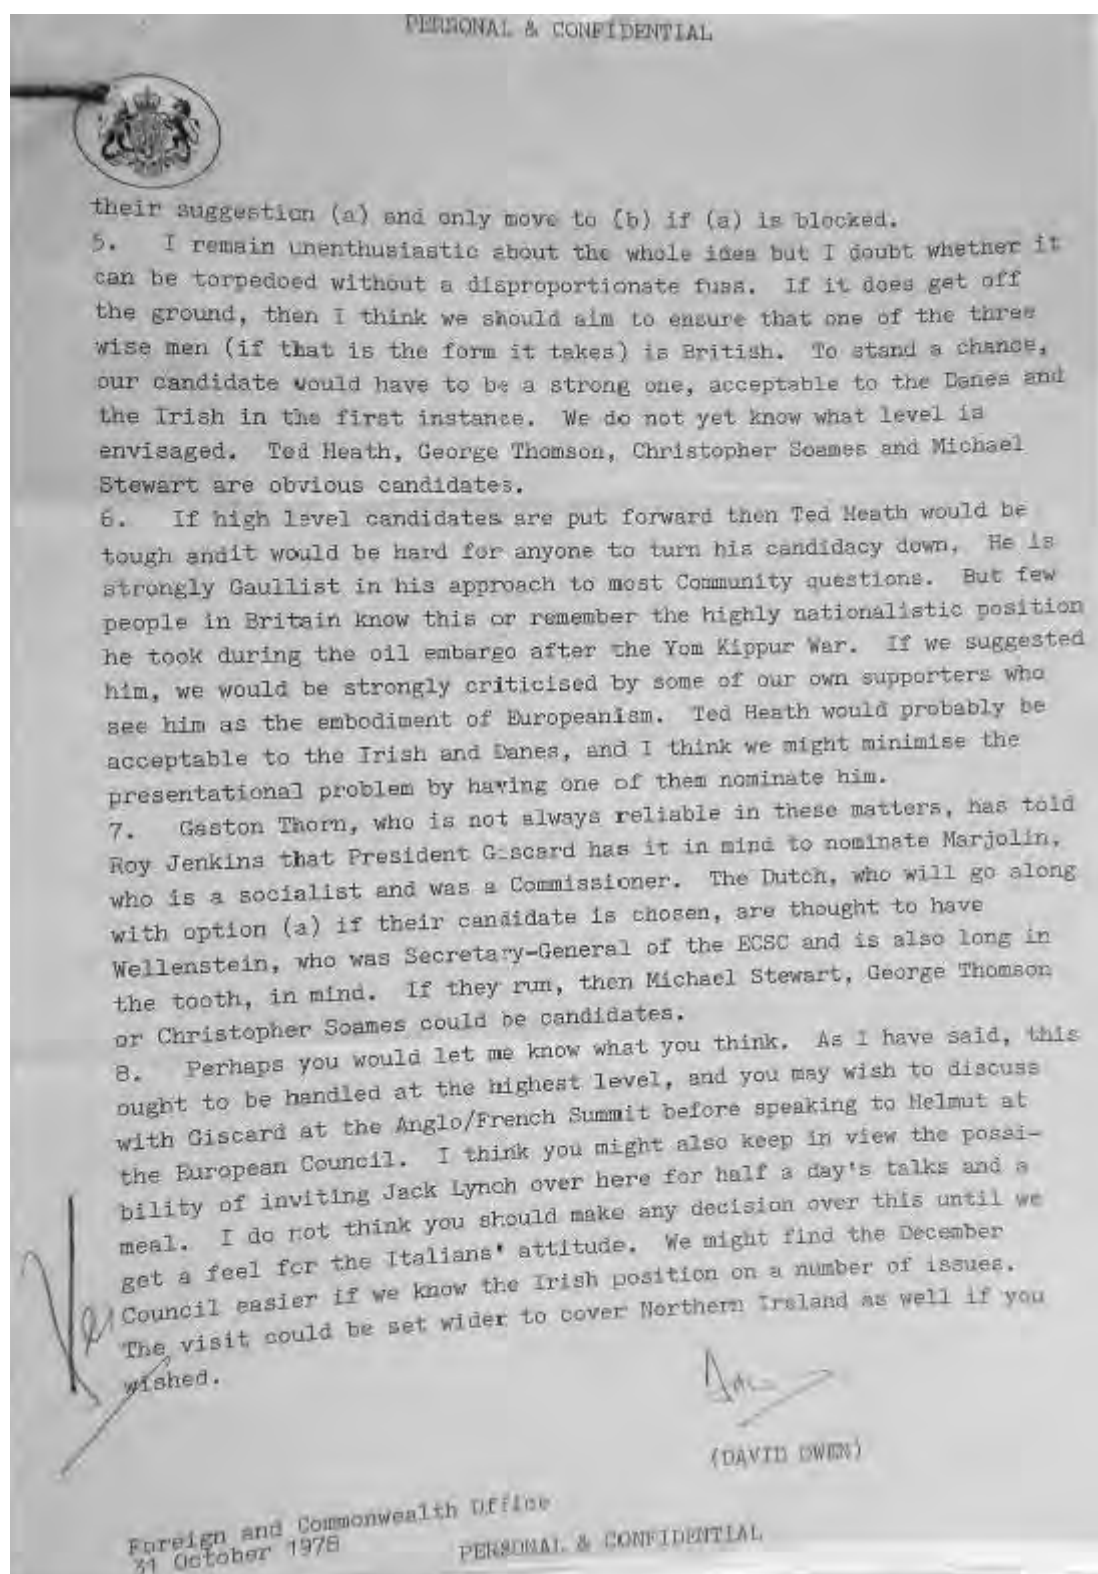 PERSONAL & CONFIDENTIAL
their suggestion (a) and only move to (b) if (a) is blocked.
5. I remain unenthusiastic about the whole idea but I doubt whether it
can be torpedoed without a disproportionate fuss. If it does get off
the ground, then I think we should aim to ensure that one of the three
wise men (if that is the form it takes) is British. To stand a chance,
our candidate would have to be a strong one, acceptable to the Danes and
the Irish in the first instance. We do not yet know what level is
envisaged. Ted Heath, George Thomson, Christopher Soames and Michael
Stewart are obvious candidates.
6. If high level candidates are put forward then Ted Heath would be
tough andit would be hard for anyone to turn his candidacy down. He is
strongly Gaullist in his approach to most Community questions. But few
people in Britain know this or remember the highly nationalistic position
he took during the oil embargo after the Yom Kippur War. If we suggested
him, we would be strongly criticised by some of our own supporters who
see him as the embodiment of Europeanism. Ted Heath would probably be
acceptable to the Irish and Danes, and I think we might minimise the
presentational problem by having one of them nominate him.
7. Gaston Thorn, who is not always reliable in these matters, has told
Roy Jenkins that President Giscard has it in mind to nominate Marjolin,
who is a socialist and was a Commissioner. The Dutch, who will go along
with option (a) if their candidate is chosen, are thought to have
Wellenstein, who was Secretary-General of the ECSC and is also long in
the tooth, in mind. If they run, then Michael Stewart, George Thomson
or Christopher Soames could be candidates.
8. Perhaps you would let me know what you think. As I have said, this
ought to be handled at the highest level, and you may wish to discuss
with Giscard at the Anglo/French Summit before speaking to Helmut at
the European Council. I think you might also keep in view the possi-
bility of inviting Jack Lynch over here for half a day's talks and a
meal. I do not think you should make any decision over this until we
get a feel for the Italians' attitude. We might find the December
Council easier if we know the Irish position on a number of issues.
The visit could be set wider to cover Northern Ireland as well if you
wished.
Yes
(DAVID OWEN)
Foreign and Commonwealth Office
31 October 1978
PERSONAL & CONFIDENTIAL